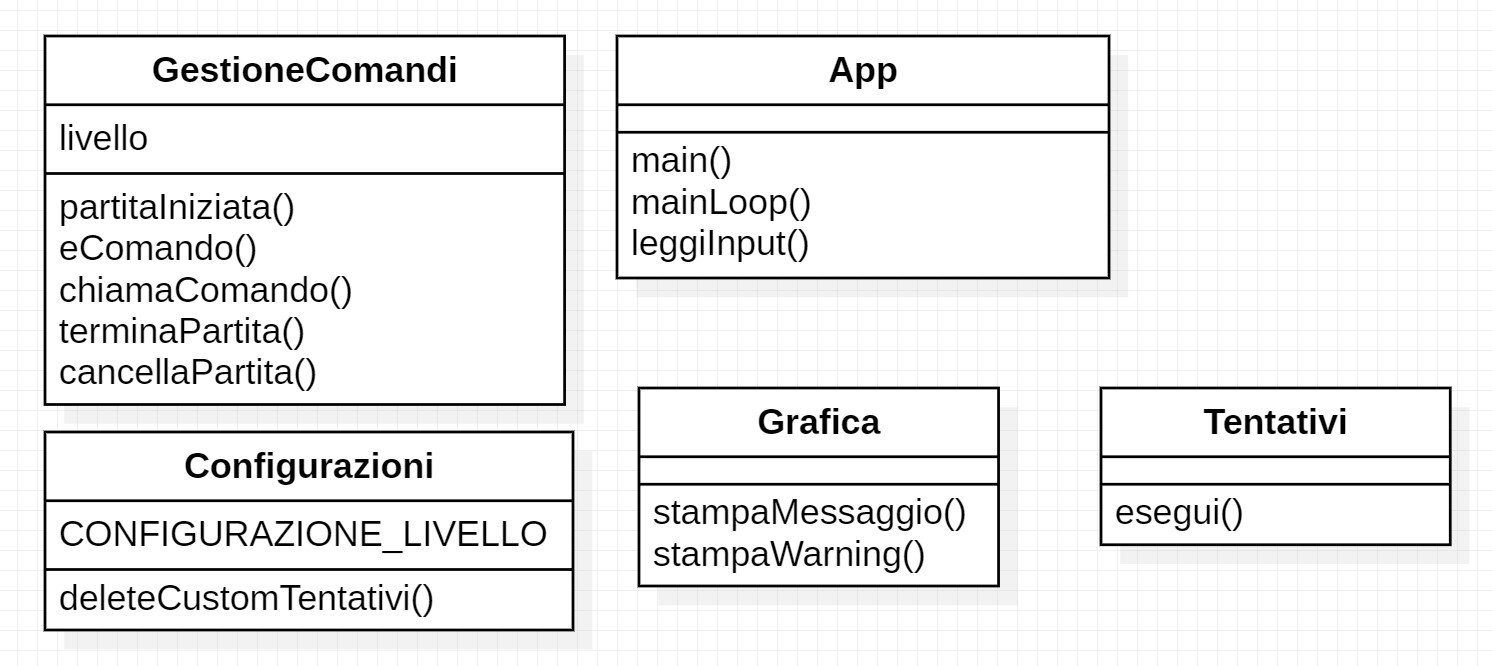 GestioneComandi
livello
partitaIniziata()
eComando()
chiamaComando()
terminaPartita()
cancellaPartita()
App
main()
mainLoop()
leggiInput()
Configurazioni
CONFIGURAZIONE_LIVELLO
deleteCustomTentativi()
Grafica
stampaMessaggio()
stampaWarning()
Tentativi
esegui()